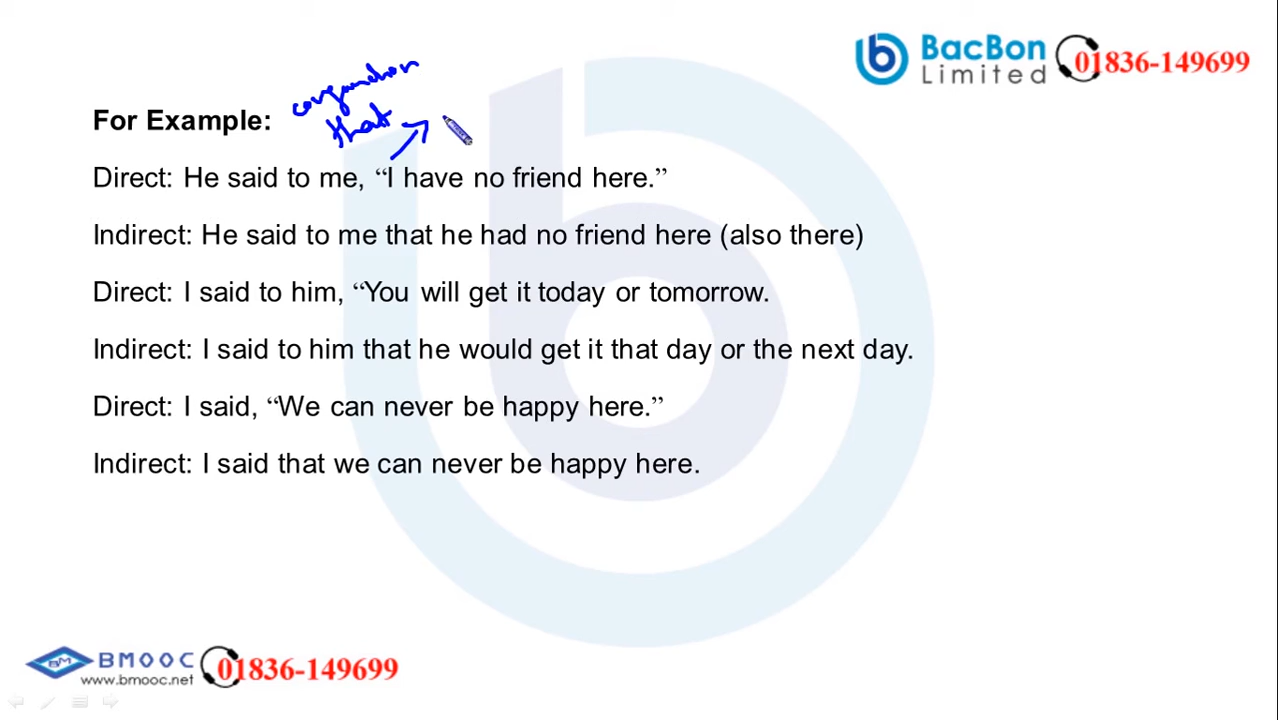 BacBon
Limited
01836-149699
conjunction
For Example:
that
Direct: He said to me, “I have no friend here.”
Indirect: He said to me that he had no friend here (also there)
Direct: I said to him, “You will get it today or tomorrow.
Indirect: I said to him that he would get it that day or the next day.
Direct: I said, “We can never be happy here.”
Indirect: I said that we can never be happy here.
BM
BMOOC
www.bmooc.net
01836-149699